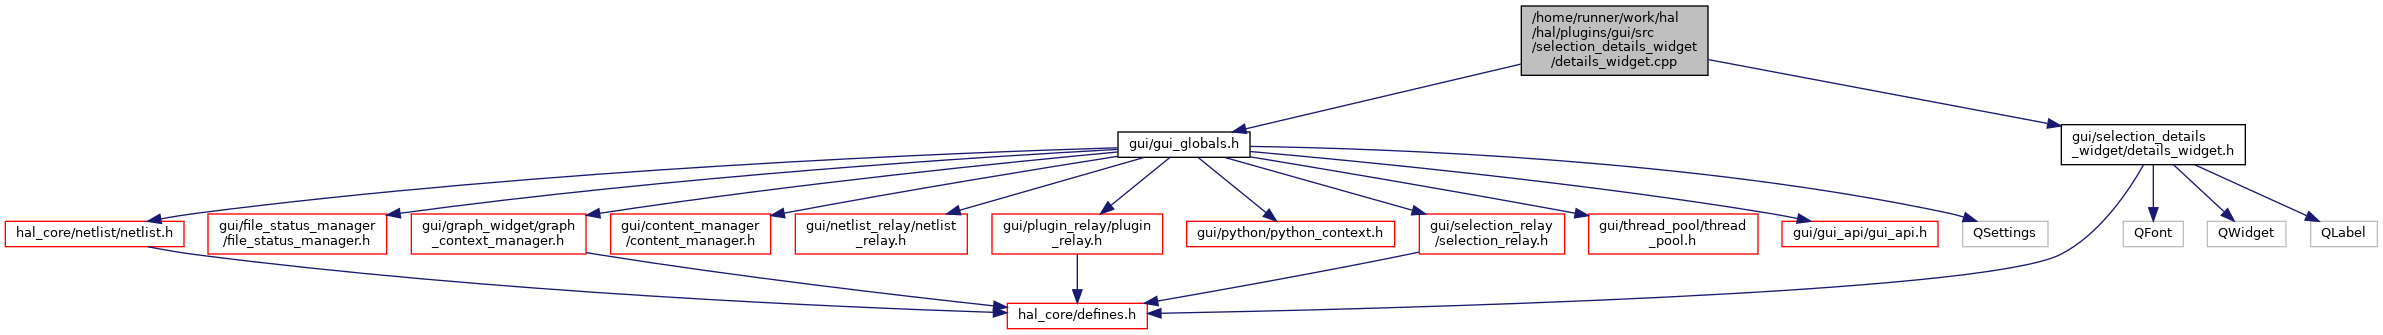 /home/runner/work/hal
/hal/plugins/gui/src
/selection_details_widget
/details_widget.cpp
gui/gui_globals.h
gui/selection_details
_widget/details_widget.h
hal_core/netlist/netlist.h
gui/file_status_manager
/file_status_manager.h
gui/graph_widget/graph
_context_manager.h
gui/content_manager
/content_manager.h
gui/netlist_relay/netlist
_relay.h
gui/plugin_relay/plugin
_relay.h
gui/python/python_context.h
gui/selection_relay
/selection_relay.h
gui/thread_pool/thread
_pool.h
gui/gui_api/gui_api.h
QSettings
QFont
QWidget
QLabel
hal_core/defines.h